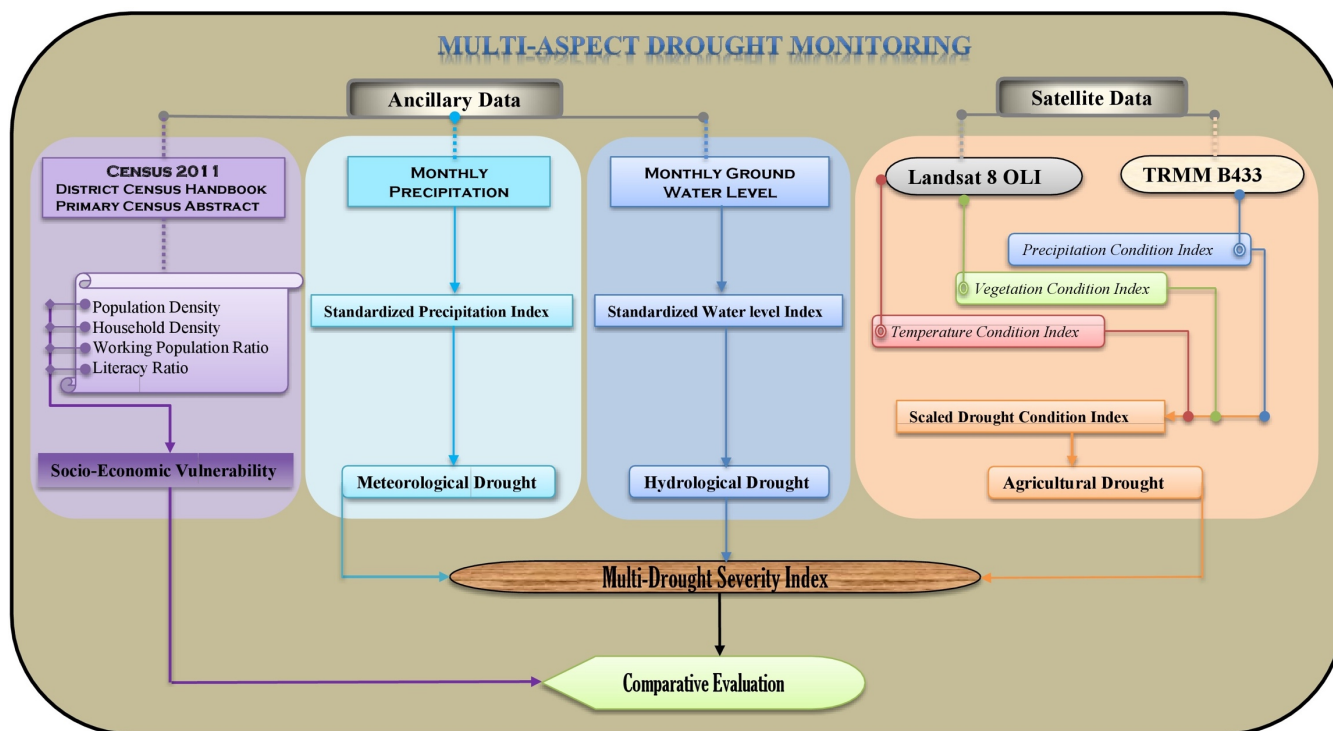 MULTI-ASPECT DROUGHT MONITORING
Ancillary Data
Satellite Data
CENSUS 2011
DISTRICT CENSUS HANDBOOK
PRIMARY CENSUS ABSTRACT
MONTHLY
PRECIPITATION
MONTHLY GROUND
WATER LEVEL
Landsat 8 OLI
TRMM B433
Precipitation Condition Index
Vegetation Condition Index
Temperature Condition Index
Population Density
Household Density
Working Population Ratio
Literacy Ratio
Standardized Precipitation Index
Standardized Water level Index
Scaled Drought Condition Index
Socio-Economic Vulnerability
Meteorological Drought
Hydrological Drought
Agricultural Drought
Multi-Drought Severity Index
Comparative Evaluation